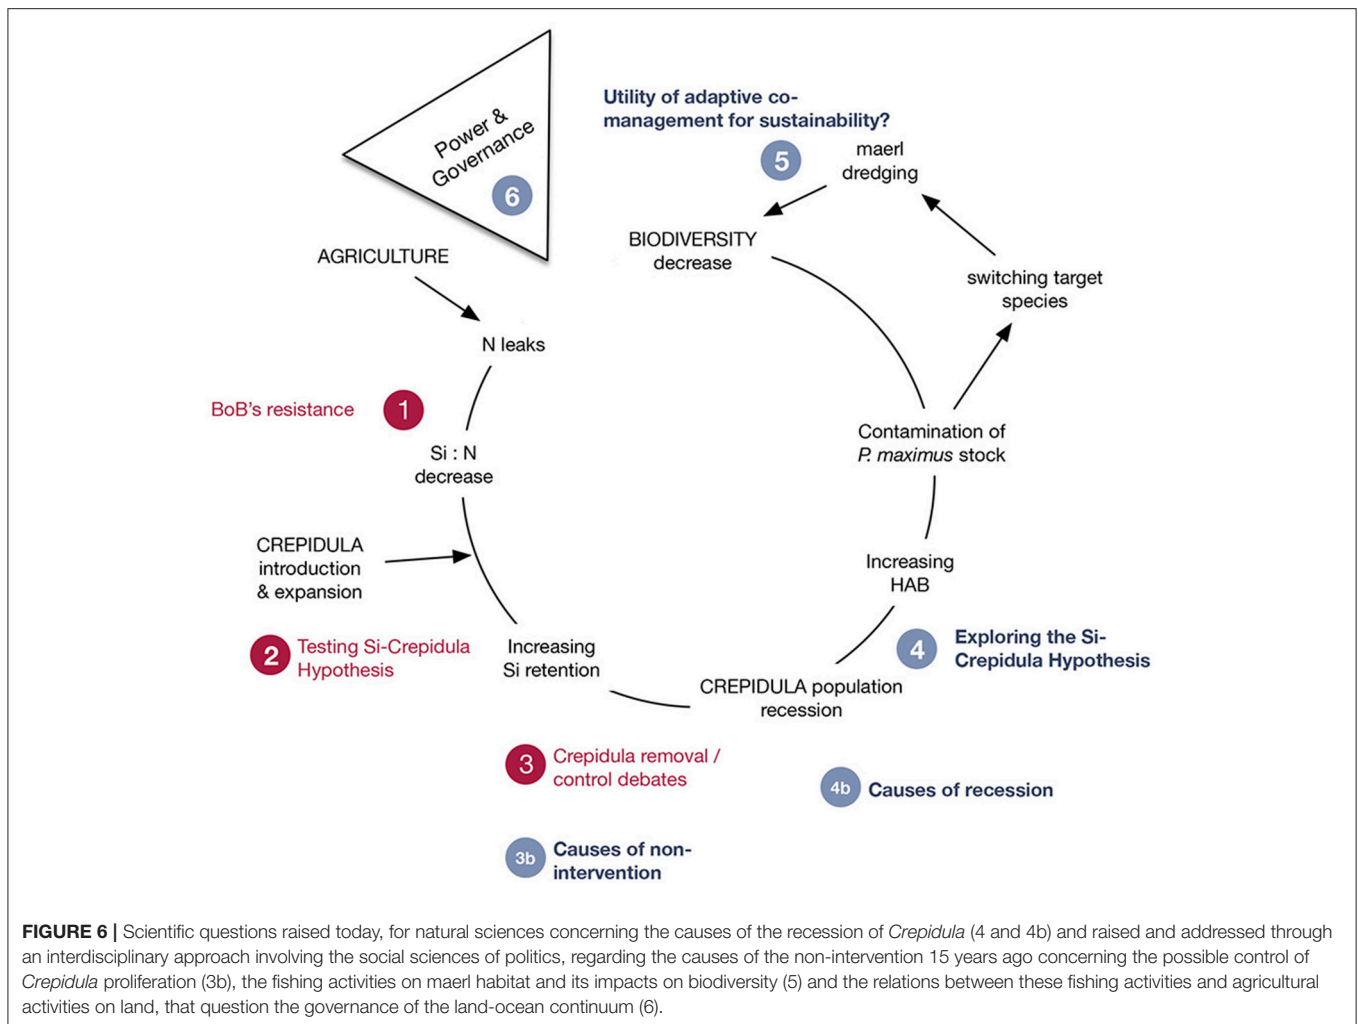 Power &
Governance
6
Utility of adaptive co-
management for sustainability?
5
maerl
dredging
BIODIVERSITY
decrease
switching target
species
AGRICULTURE
N leaks
BoB's resistance
1
Si : N
decrease
Contamination of
P. maximus stock
CREPIDULA
introduction
& expansion
Increasing
HAB
2
Testing Si-Crepidula
Hypothesis
Increasing
Si retention
4
Exploring the Si-
Crepidula Hypothesis
CREPIDULA population
recession
3
Crepidula removal /
control debates
4b
Causes of recession
3b
Causes of non-
intervention
FIGURE 6 | Scientific questions raised today, for natural sciences concerning the causes of the recession of Crepidula (4 and 4b) and raised and addressed through
an interdisciplinary approach involving the social sciences of politics, regarding the causes of the non-intervention 15 years ago concerning the possible control of
Crepidula proliferation (3b), the fishing activities on maerl habitat and its impacts on biodiversity (5) and the relations between these fishing activities and agricultural
activities on land, that question the governance of the land-ocean continuum (6).